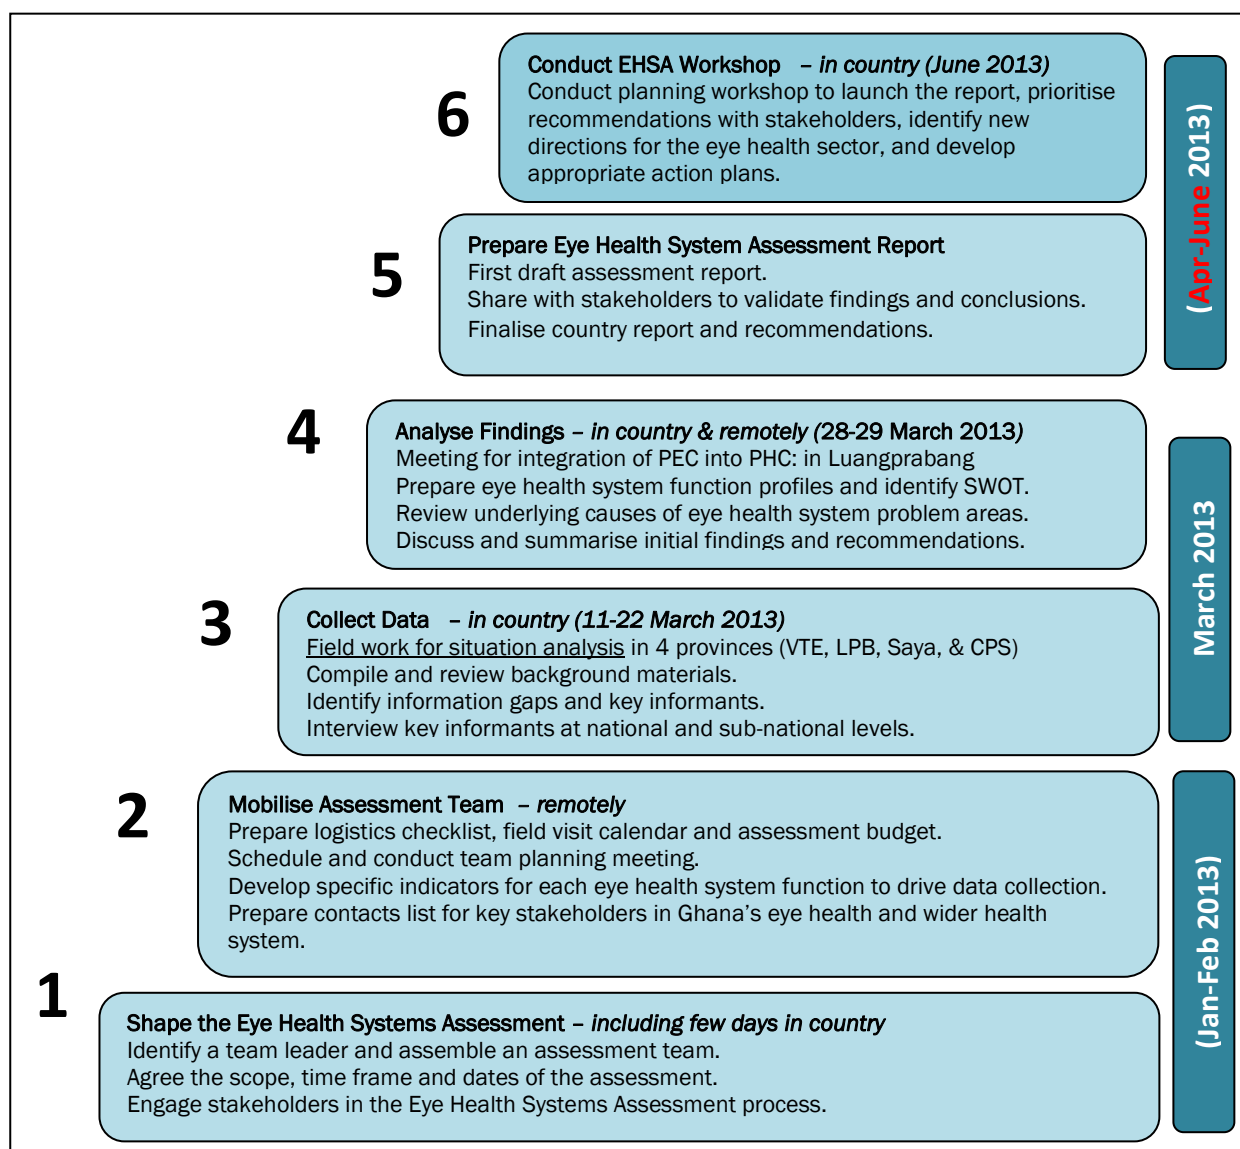 6
Conduct EHSA Workshop – in country (June 2013)
Conduct planning workshop to launch the report, prioritise
recommendations with stakeholders, identify new
directions for the eye health sector, and develop
appropriate action plans.
5
Prepare Eye Health System Assessment Report
First draft assessment report.
Share with stakeholders to validate findings and conclusions.
Finalise country report and recommendations.
(Apr-June 2013)
4
Analyse Findings – in country & remotely (28-29 March 2013)
Meeting for integration of PEC into PHC: in Luangprabang
Prepare eye health system function profiles and identify SWOT.
Review underlying causes of eye health system problem areas.
Discuss and summarise initial findings and recommendations.
3
Collect Data – in country (11-22 March 2013)
Field work for situation analysis in 4 provinces (VTE, LPB, Saya, & CPS)
Compile and review background materials.
Identify information gaps and key informants.
Interview key informants at national and sub-national levels.
March 2013
2
Mobilise Assessment Team – remotely
Prepare logistics checklist, field visit calendar and assessment budget.
Schedule and conduct team planning meeting.
Develop specific indicators for each eye health system function to drive data collection.
Prepare contacts list for key stakeholders in Ghana’s eye health and wider health
system.
1
Shape the Eye Health Systems Assessment – including few days in country
Identify a team leader and assemble an assessment team.
Agree the scope, time frame and dates of the assessment.
Engage stakeholders in the Eye Health Systems Assessment process.
(Jan-Feb 2013)